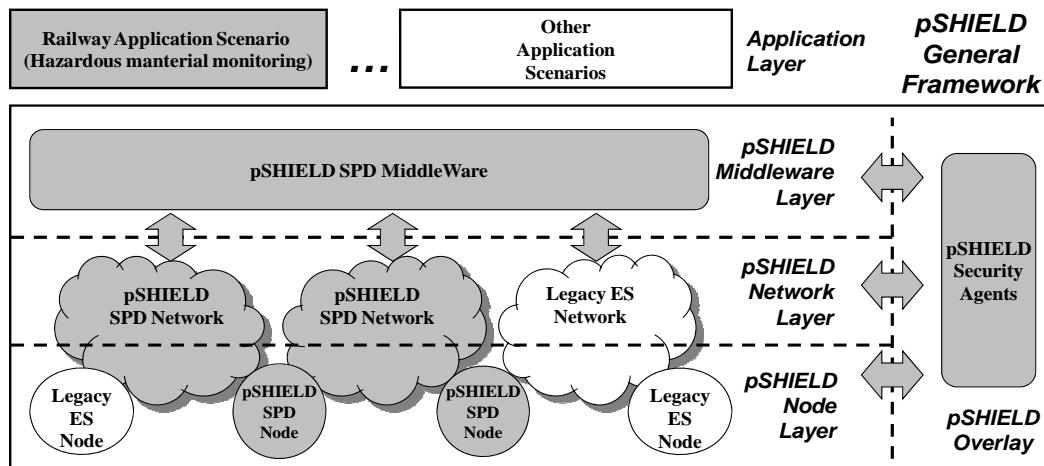 Railway Application Scenario
(Hazardous manterial monitoring)
...
Other
Application
Scenarios
Application
Layer
pSHIELD
General
Framework
pSHIELD SPD MiddleWare
pSHIELD
Middleware
Layer
pSHIELD
SPD Network
pSHIELD
SPD Network
Legacy ES
Network
pSHIELD
Network
Layer
pSHIELD
Security
Agents
Legacy
ES
Node
pSHIELD
SPD
Node
pSHIELD
SPD
Node
Legacy
ES
Node
pSHIELD
Node
Layer
pSHIELD
Overlay